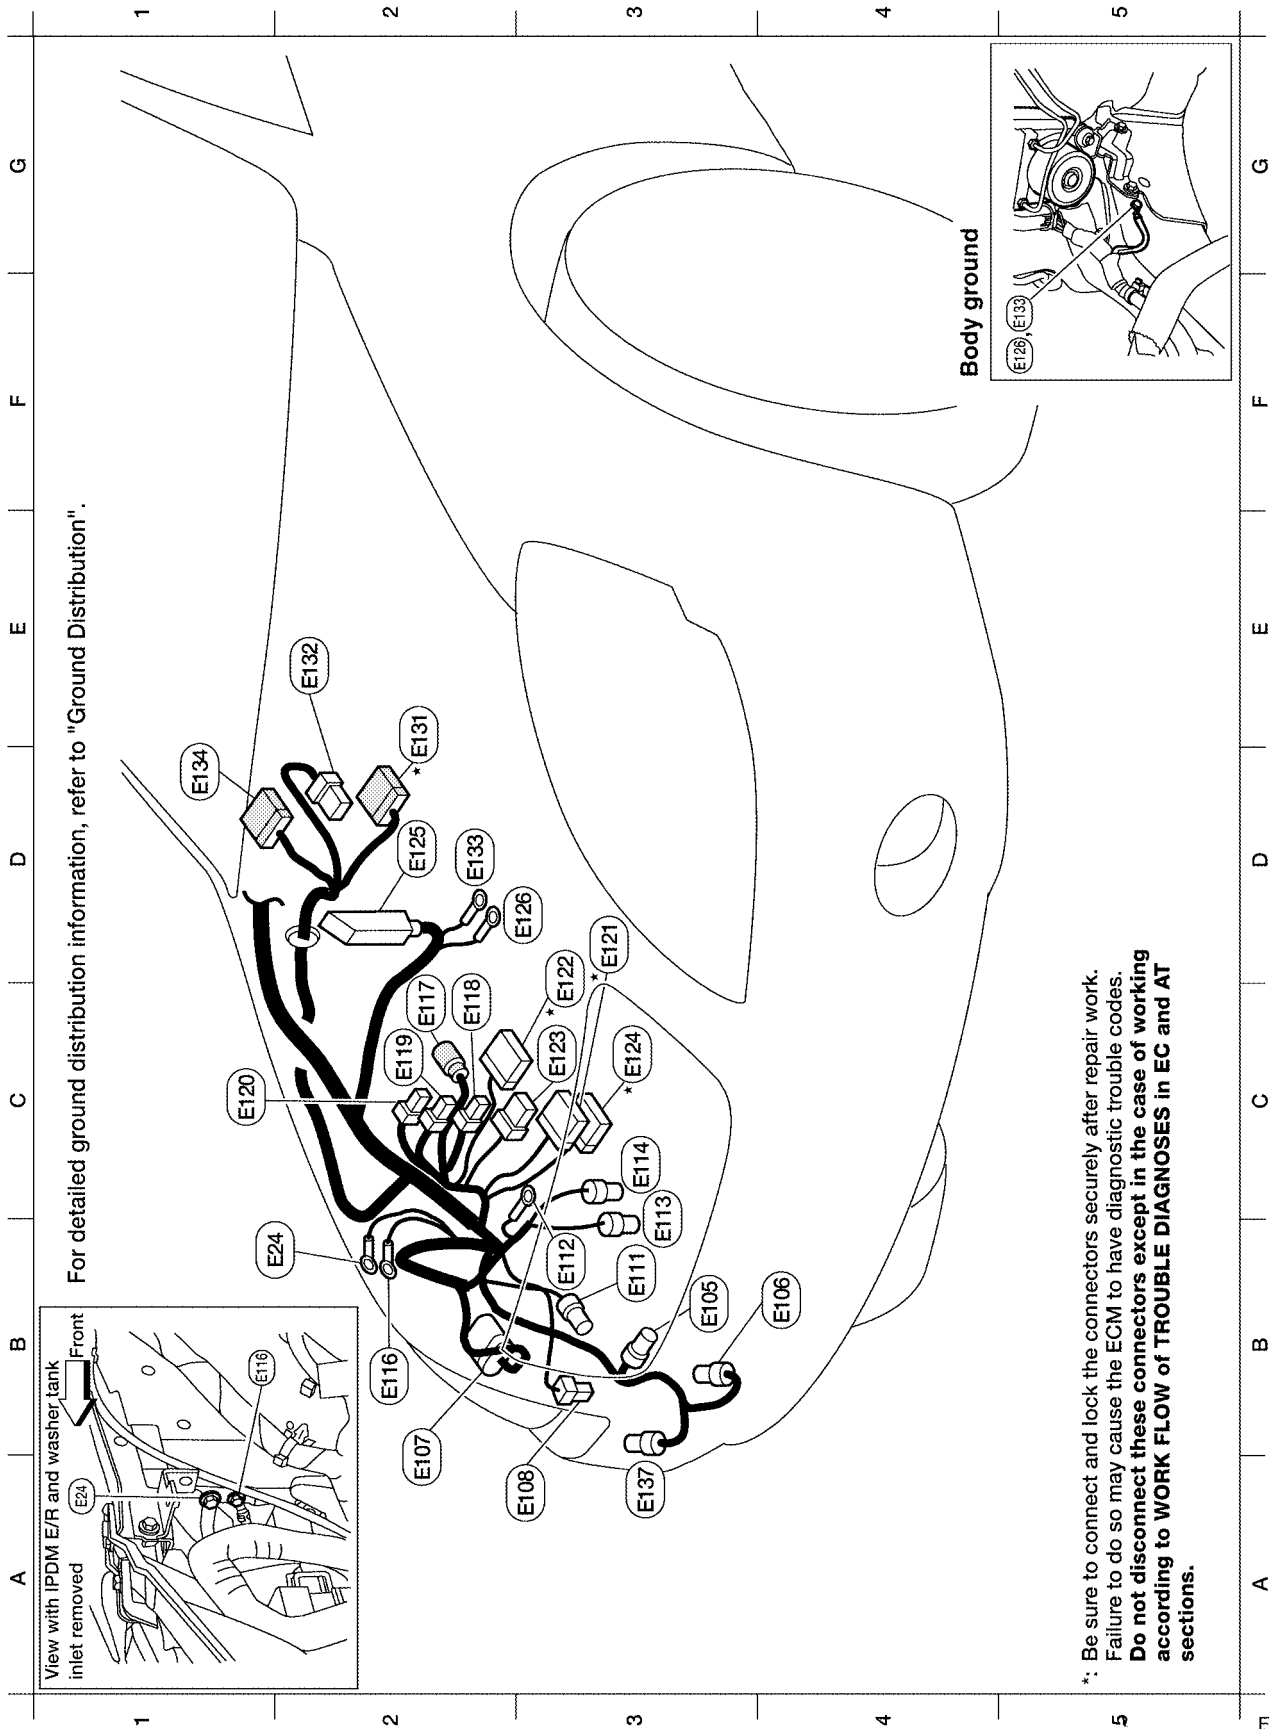 A B C D E F G
1
2
3
4
5
View with IPDM E/R and washer tank
inlet removed
Front
E24
E116
For detailed ground distribution information, refer to "Ground Distribution".
E134
E132
E131
★
E125
E133
E126
E120
E119
E117
E118
E122
★
E121
★
E123
E124
★
E24
E116
E114
E113
E112
E111
E107
E108
E105
E106
E137
Body ground
E126, E133
*: Be sure to connect and lock the connectors securely after repair work.
Failure to do so may cause the ECM to have diagnostic trouble codes.
Do not disconnect these connectors except in the case of working
according to WORK FLOW of TROUBLE DIAGNOSES in EC and AT
sections.
1
2
3
4
5
A B C D E F G